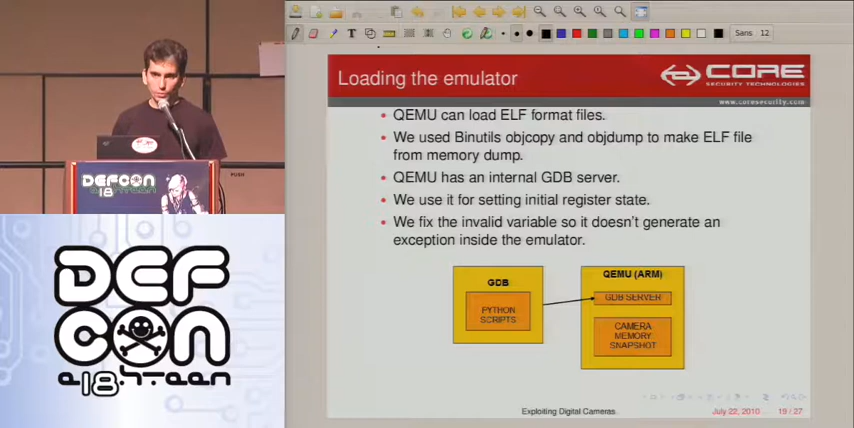 Sans 12
Loading the emulator
CORE
SECURITY TECHNOLOGIES
www.coresecurity.com
• QEMU can load ELF format files.
• We used Binutils objcopy and objdump to make ELF file
from memory dump.
• QEMU has an internal GDB server.
• We use it for setting initial register state.
• We fix the invalid variable so it doesn't generate an
exception inside the emulator.
GDB
PYTHON
SCRIPTS
QEMU (ARM)
GDB SERVER
CAMERA
MEMORY
SNAPSHOT
Exploiting Digital Cameras
July 22, 2010
19 / 27
PUSH
DEFCON
18
DEF
CON
a18hteen